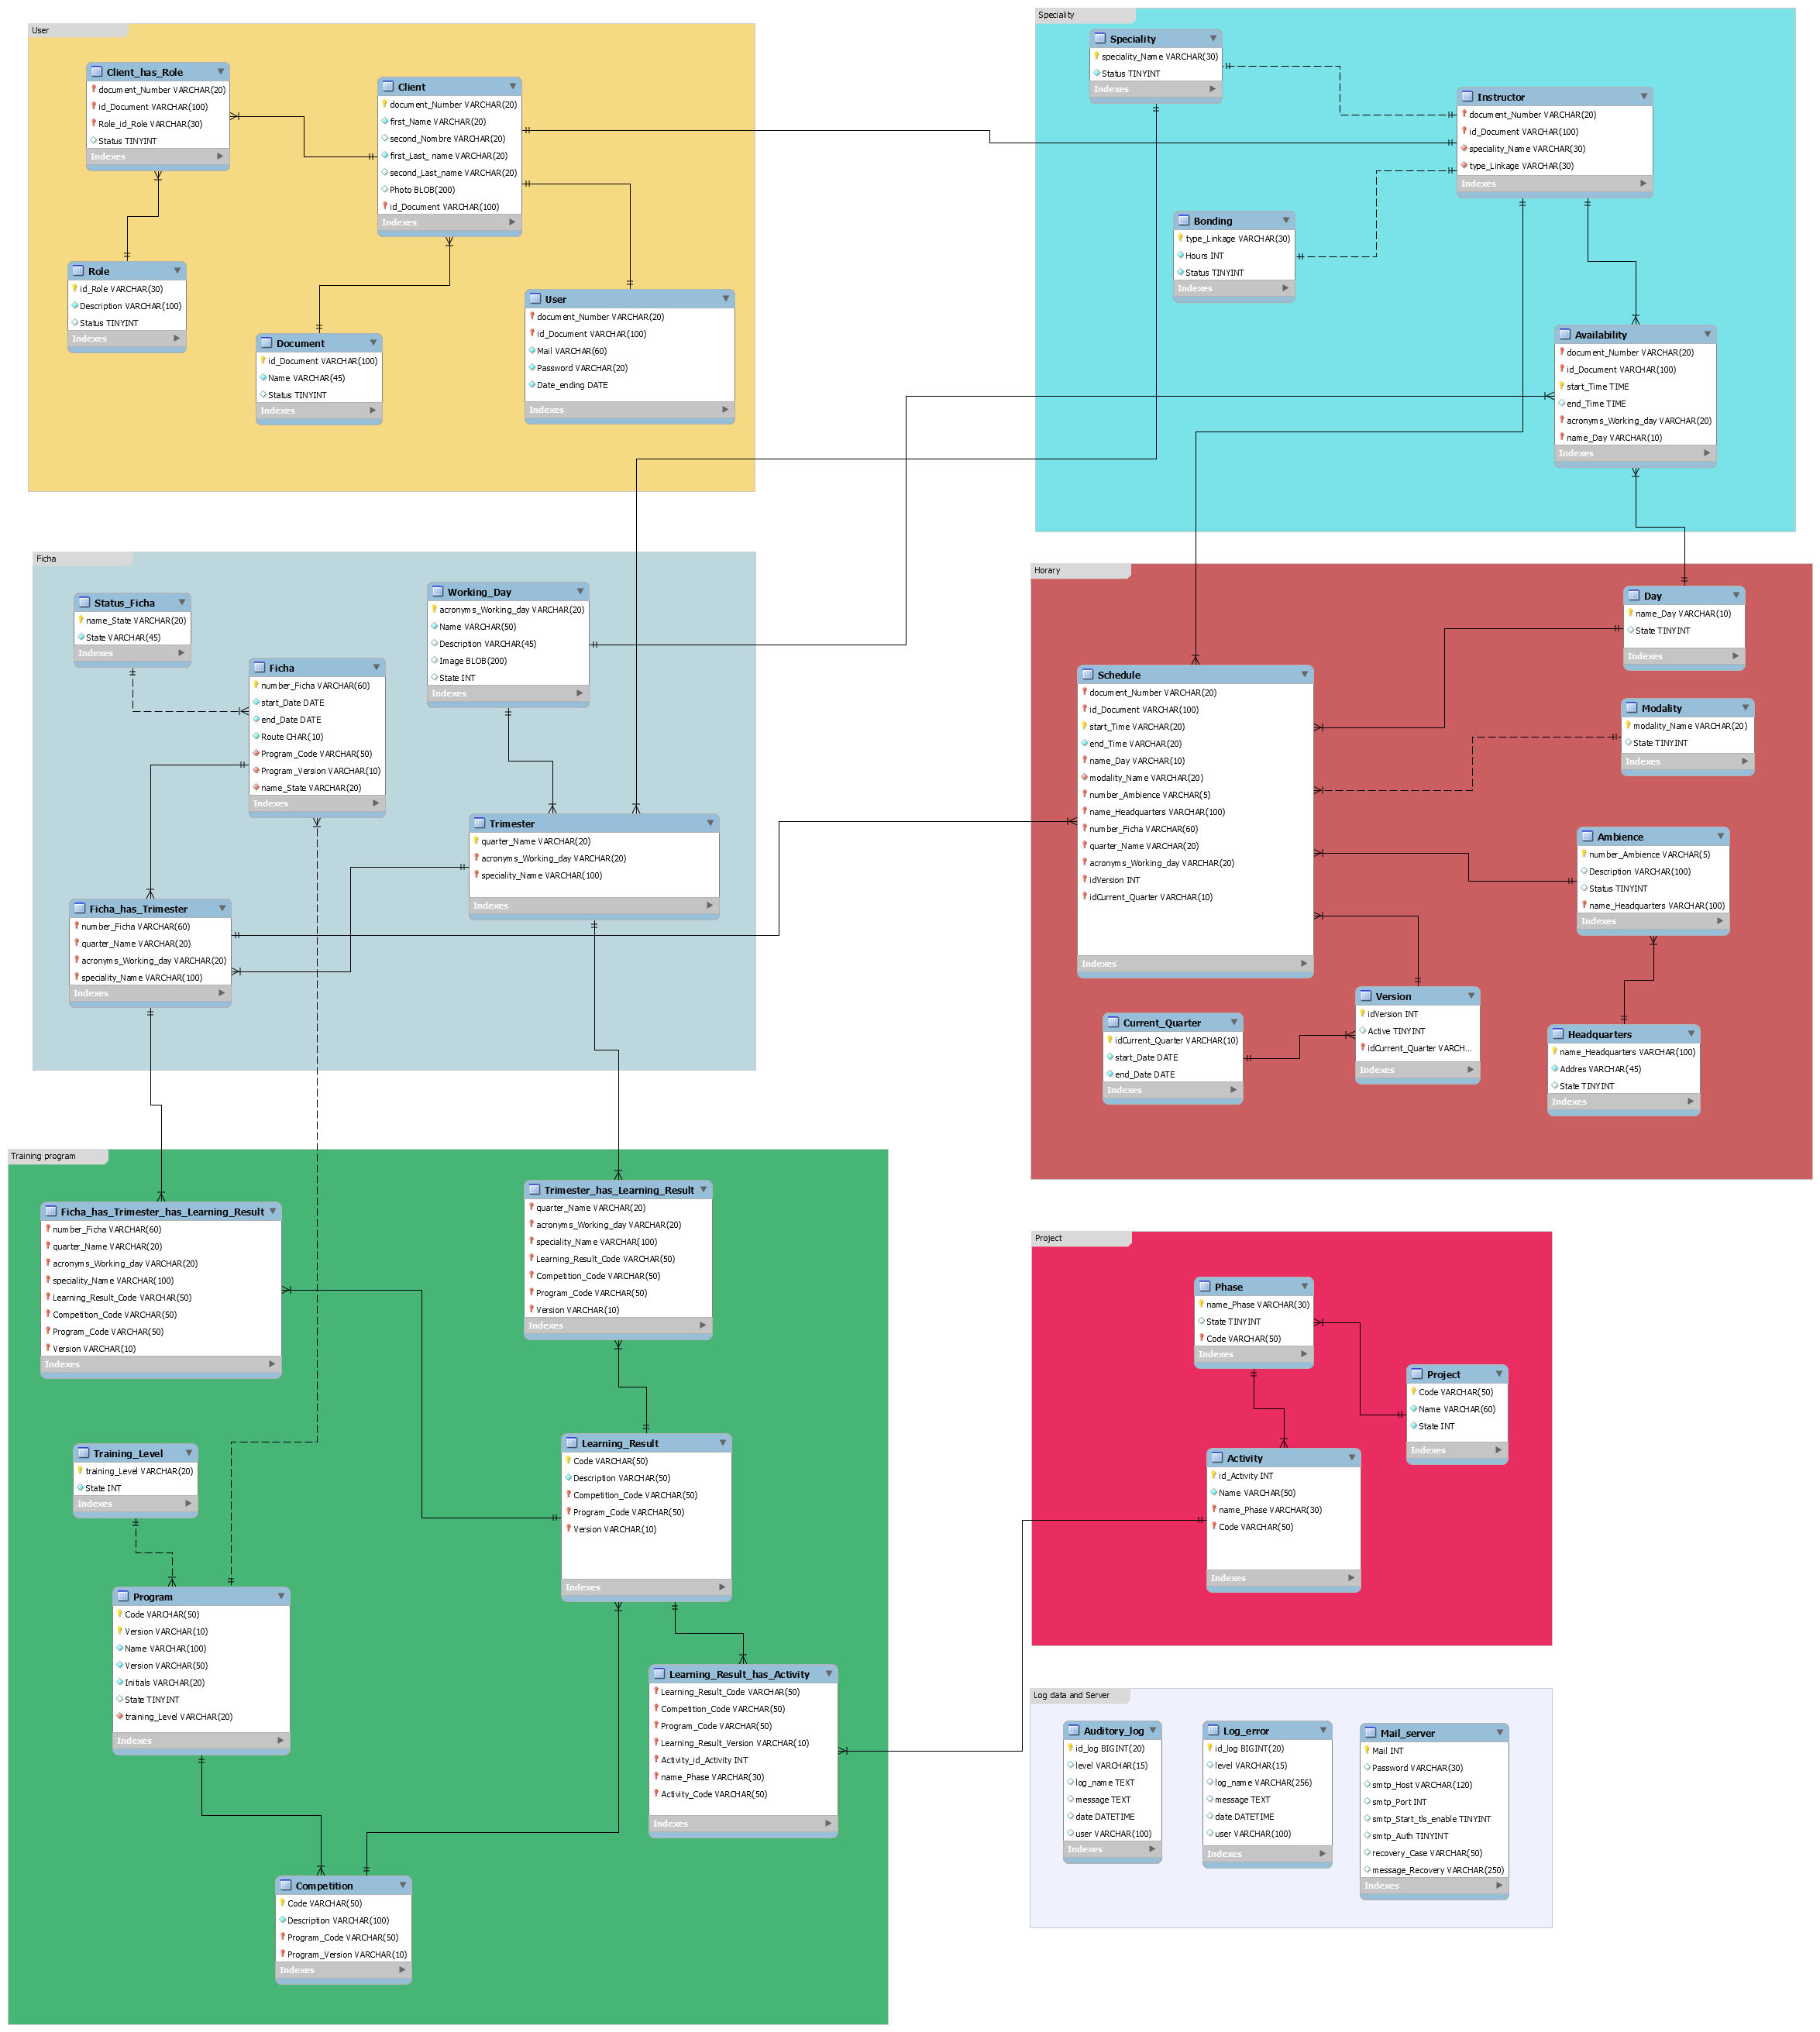 User
Client_has_Role
document_Number VARCHAR(20)
id_Document VARCHAR(100)
Role_id_Role VARCHAR(30)
Status TINYINT
Indexes
Client
document_Number VARCHAR(20)
first_Name VARCHAR(20)
second_Nombre VARCHAR(20)
first_Last_ name VARCHAR(20)
second_Last_name VARCHAR(20)
Photo BLOB(200)
id_Document VARCHAR(100)
Indexes
Role
id_Role VARCHAR(30)
Description VARCHAR(100)
Status TINYINT
Indexes
Document
id_Document VARCHAR(100)
Name VARCHAR(45)
Status TINYINT
Indexes
User
document_Number VARCHAR(20)
id_Document VARCHAR(100)
Mail VARCHAR(60)
Password VARCHAR(20)
Date_ending DATE
Indexes
Speciality
Speciality
speciality_Name VARCHAR(30)
Status TINYINT
Indexes
Instructor
document_Number VARCHAR(20)
id_Document VARCHAR(100)
speciality_Name VARCHAR(30)
type_Linkage VARCHAR(30)
Indexes
Bonding
type_Linkage VARCHAR(30)
Hours INT
Status TINYINT
Indexes
Availability
document_Number VARCHAR(20)
id_Document VARCHAR(100)
start_Time TIME
end_Time TIME
acronyms_Working_day VARCHAR(20)
name_Day VARCHAR(10)
Indexes
Ficha
Status_Ficha
name_State VARCHAR(20)
State VARCHAR(45)
Indexes
Ficha
number_Ficha VARCHAR(60)
start_Date DATE
end_Date DATE
Route CHAR(10)
Program_Code VARCHAR(50)
Program_Version VARCHAR(10)
name_State VARCHAR(20)
Indexes
Working_Day
acronyms_Working_day VARCHAR(20)
Name VARCHAR(50)
Description VARCHAR(45)
Image BLOB(200)
State INT
Indexes
Trimester
quarter_Name VARCHAR(20)
acronyms_Working_day VARCHAR(20)
speciality_Name VARCHAR(100)
Indexes
Ficha_has_Trimester
number_Ficha VARCHAR(60)
quarter_Name VARCHAR(20)
acronyms_Working_day VARCHAR(20)
speciality_Name VARCHAR(100)
Indexes
Horary
Day
name_Day VARCHAR(10)
State TINYINT
Indexes
Schedule
document_Number VARCHAR(20)
id_Document VARCHAR(100)
start_Time VARCHAR(20)
end_Time VARCHAR(20)
name_Day VARCHAR(10)
modality_Name VARCHAR(20)
number_Ambience VARCHAR(5)
name_Headquarters VARCHAR(100)
number_Ficha VARCHAR(60)
quarter_Name VARCHAR(20)
acronyms_Working_day VARCHAR(20)
idVersion INT
idCurrent_Quarter VARCHAR(10)
Indexes
Modality
modality_Name VARCHAR(20)
State TINYINT
Indexes
Ambience
number_Ambience VARCHAR(5)
Description VARCHAR(100)
Status TINYINT
name_Headquarters VARCHAR(100)
Indexes
Version
idVersion INT
Active TINYINT
idCurrent_Quarter VARCH...
Indexes
Current_Quarter
idCurrent_Quarter VARCHAR(10)
start_Date DATE
end_Date DATE
Indexes
Headquarters
name_Headquarters VARCHAR(100)
Addres VARCHAR(45)
State TINYINT
Indexes
Training program
Ficha_has_Trimester_has_Learning_Result
number_Ficha VARCHAR(60)
quarter_Name VARCHAR(20)
acronyms_Working_day VARCHAR(20)
speciality_Name VARCHAR(100)
Learning_Result_Code VARCHAR(50)
Competition_Code VARCHAR(50)
Program_Code VARCHAR(50)
Version VARCHAR(10)
Indexes
Trimester_has_Learning_Result
quarter_Name VARCHAR(20)
acronyms_Working_day VARCHAR(20)
speciality_Name VARCHAR(100)
Learning_Result_Code VARCHAR(50)
Competition_Code VARCHAR(50)
Program_Code VARCHAR(50)
Version VARCHAR(10)
Indexes
Training_Level
training_Level VARCHAR(20)
State INT
Indexes
Learning_Result
Code VARCHAR(50)
Description VARCHAR(50)
Competition_Code VARCHAR(50)
Program_Code VARCHAR(50)
Version VARCHAR(10)
Indexes
Program
Code VARCHAR(50)
Version VARCHAR(10)
Name VARCHAR(100)
Version VARCHAR(50)
Initials VARCHAR(20)
State TINYINT
training_Level VARCHAR(20)
Indexes
Learning_Result_has_Activity
Learning_Result_Code VARCHAR(50)
Competition_Code VARCHAR(50)
Program_Code VARCHAR(50)
Learning_Result_Version VARCHAR(10)
Activity_id_Activity INT
name_Phase VARCHAR(30)
Activity_Code VARCHAR(50)
Indexes
Competition
Code VARCHAR(50)
Description VARCHAR(100)
Program_Code VARCHAR(50)
Program_Version VARCHAR(10)
Indexes
Project
Phase
name_Phase VARCHAR(30)
State TINYINT
Code VARCHAR(50)
Indexes
Project
Code VARCHAR(50)
Name VARCHAR(60)
State INT
Indexes
Activity
id_Activity INT
Name VARCHAR(50)
name_Phase VARCHAR(30)
Code VARCHAR(50)
Indexes
Log data and Server
Auditory_log
id_log BIGINT(20)
level VARCHAR(15)
log_name TEXT
message TEXT
date DATETIME
user VARCHAR(100)
Indexes
Log_error
id_log BIGINT(20)
level VARCHAR(15)
log_name VARCHAR(256)
message TEXT
date DATETIME
user VARCHAR(100)
Indexes
Mail_server
Mail INT
Password VARCHAR(30)
smtp_Host VARCHAR(120)
smtp_Port INT
smtp_Start_tls_enable TINYINT
smtp_Auth TINYINT
recovery_Case VARCHAR(50)
message_Recovery VARCHAR(250)
Indexes